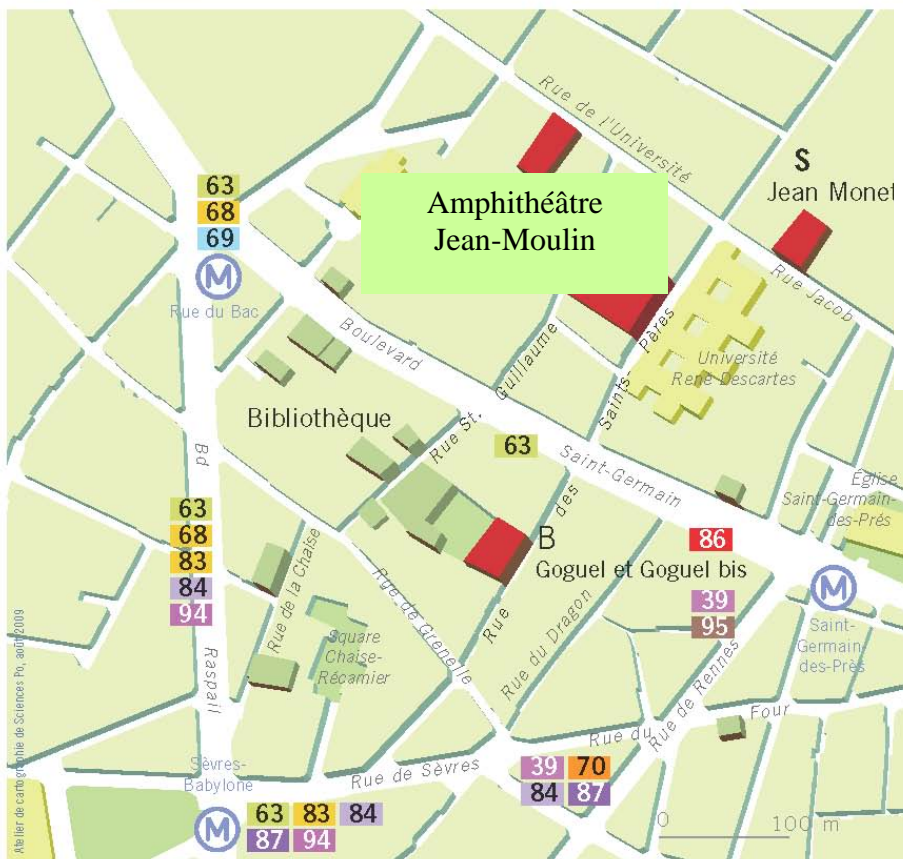 Rue de l'Université
S
Jean Monet
63
68
69
M
Rue du Bac
Amphithéâtre
Jean-Moulin
Rue Jacob
Boulevard
Saint-Germain
Rue St. Guillaume
Rue des Saints Pères
Université
René Descartes
Bibliothèque
63
Bd Raspail
Église
Saint-Germain-
des-Prés
63
68
83
84
94
B
Goguel et Goguel bis
86
39
95
M
Saint-
Germain-
des-Près
Rue de la Chaise
Rue de Grenelle
Square
Chaise-
Récamier
Rue du Dragon
Rue de Rennes
Rue du Four
Sèvres-
Babylone
Rue de Sèvres
39 70
84 87
M
63 83 84
87 94
0 100 m
Atelier de cartographie de Sciences Po, août 2009